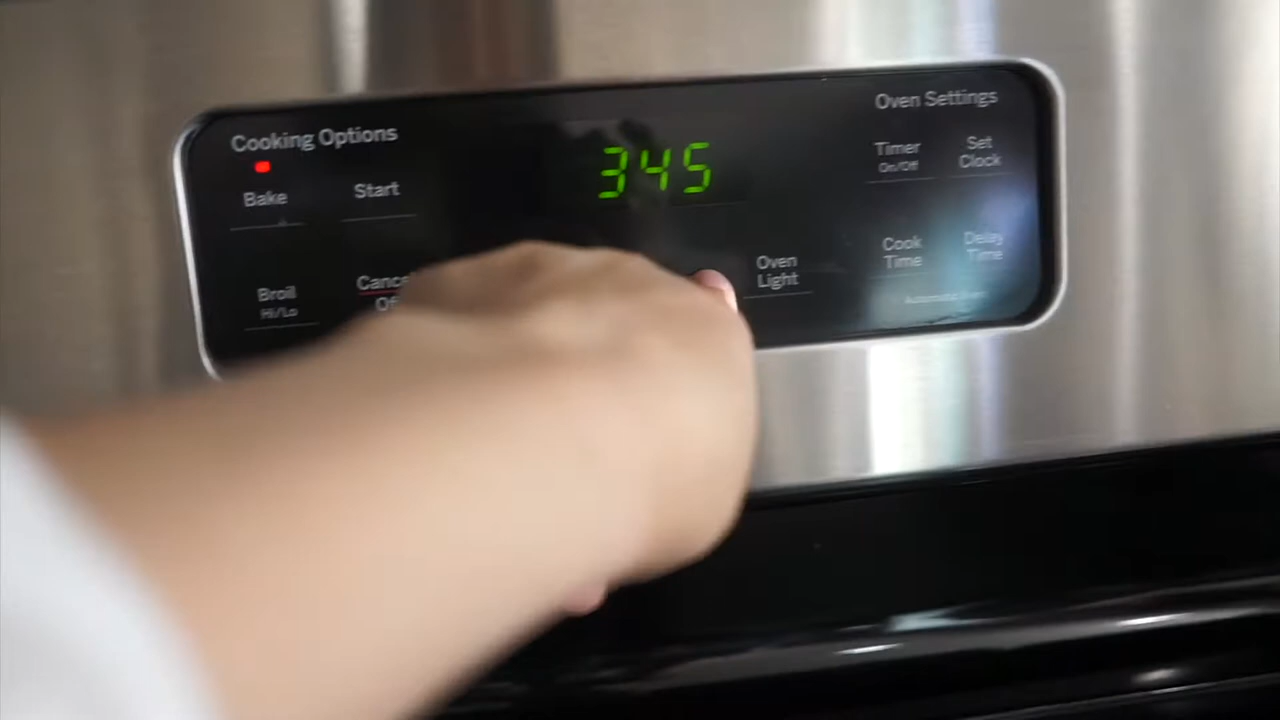 Cooking Options
Oven Settings
345
Bake
Start
Timer
On/Off
Set
Clock
Broil
Hi/Lo
Oven
Light
Cook
Time
Delay
Time